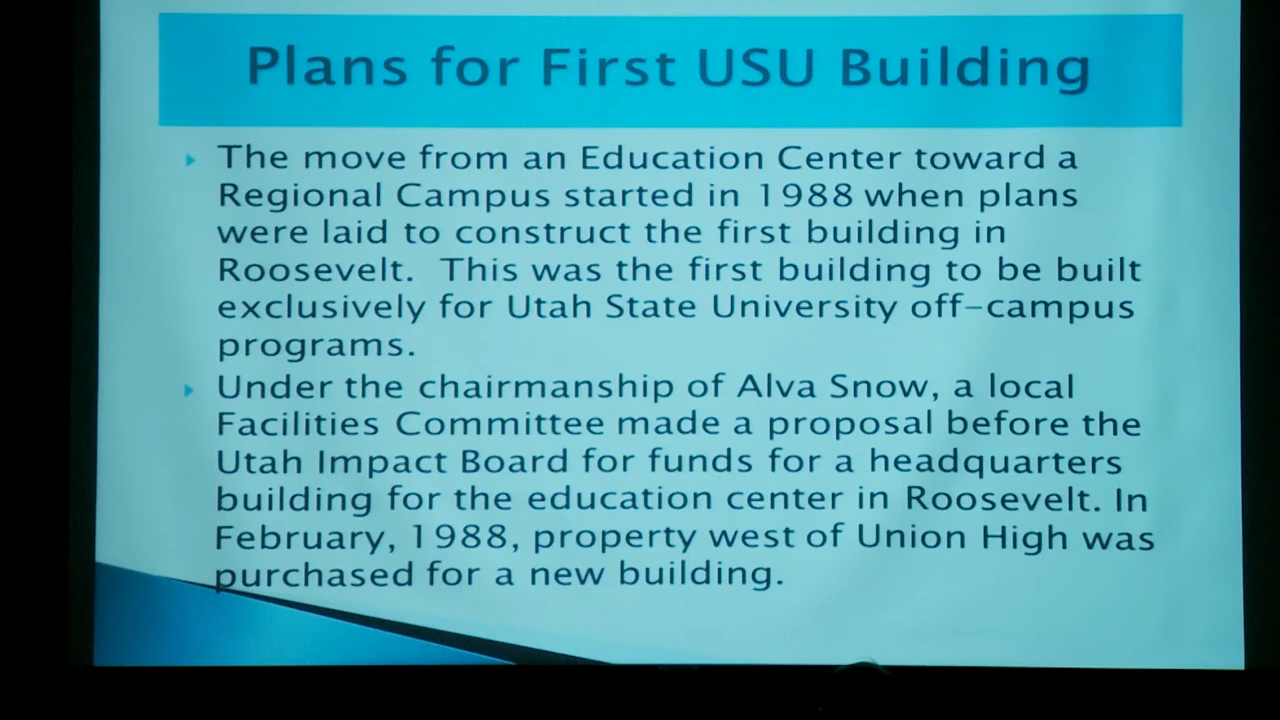 Plans for First USU Building
The move from an Education Center toward a
Regional Campus started in 1988 when plans
were laid to construct the first building in
Roosevelt. This was the first building to be built
exclusively for Utah State University off-campus
programs.
Under the chairmanship of Alva Snow, a local
Facilities Committee made a proposal before the
Utah Impact Board for funds for a headquarters
building for the education center in Roosevelt. In
February, 1988, property west of Union High was
purchased for a new building.